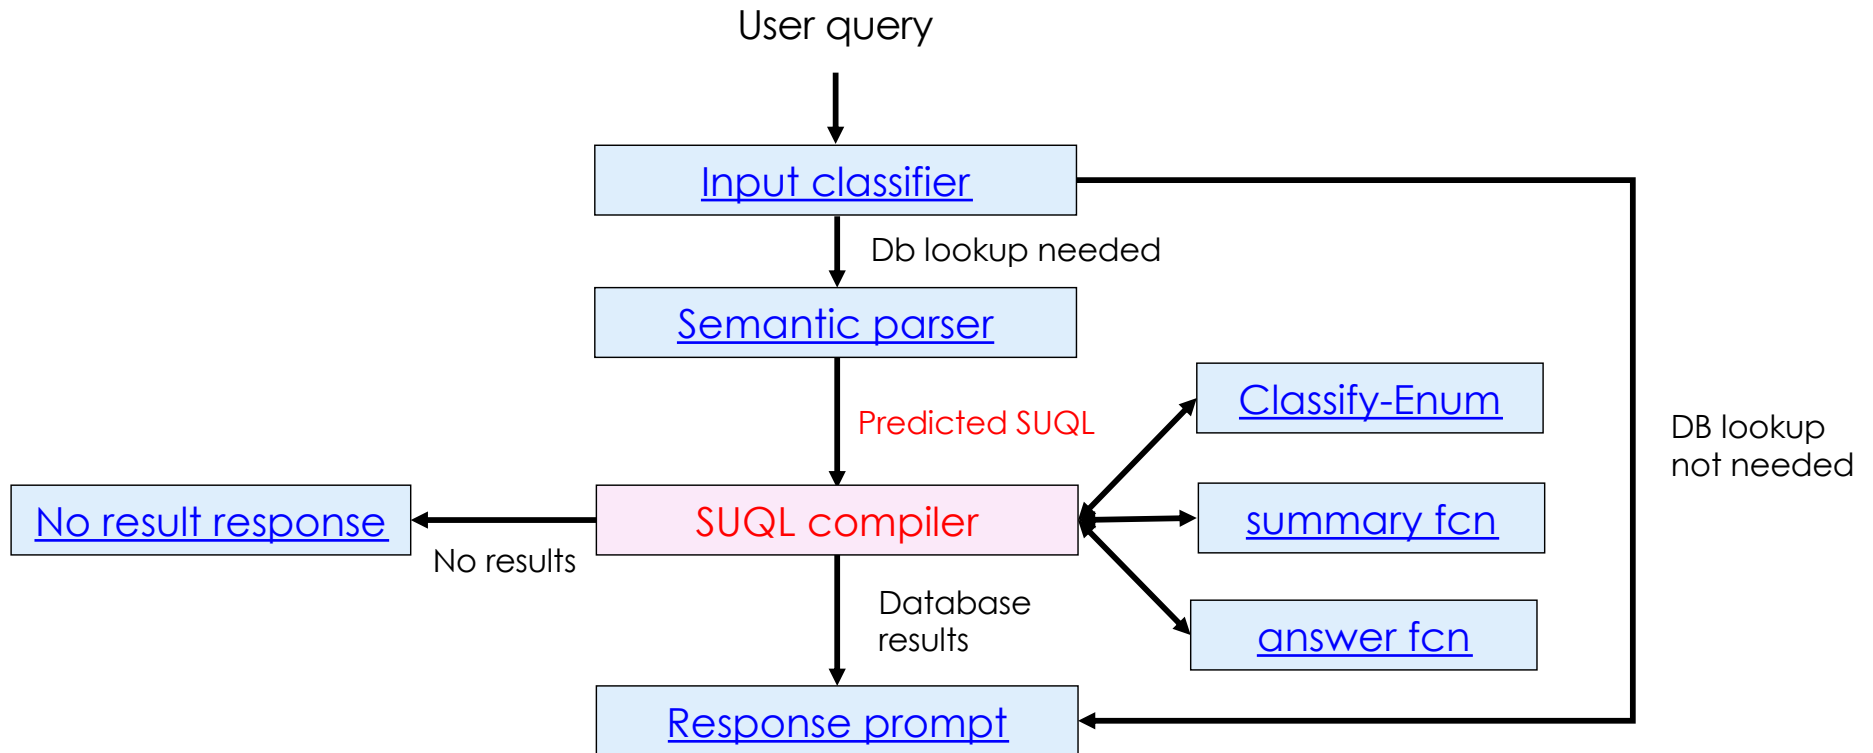 User query
Input classifier
Db lookup needed
Semantic parser
Predicted SUQL
Classify-Enum
DB lookup
not needed
No result response
SUQL compiler
summary fcn
No results
Database
results
answer fcn
Response prompt